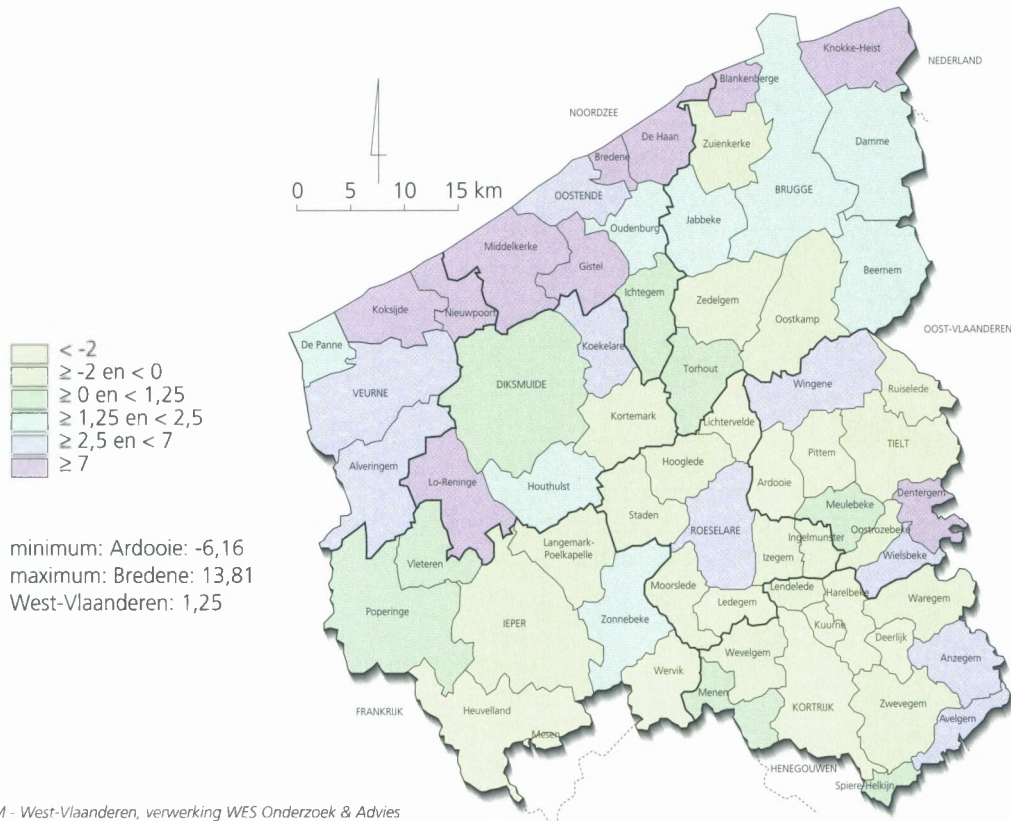 Knokke-Heist
NEDERLAND
Blankenberge
NOORDZEE
De Haan
Zuienkerke
Damme
Bredene
0 5 10 15 km
OOSTENDE
BRUGGE
Oudenburg
Jabbeke
Middelkerke
Gistel
Beernem
Ichtegem
Zedelgem
Koksijde
Nieuwpoort
Oostkamp
OOST-VLAANDEREN
De Panne
Koekelare
< -2
≥ -2 en < 0
≥ 0 en < 1,25
≥ 1,25 en < 2,5
≥ 2,5 en < 7
≥ 7
VEURNE
DIKSMUIDE
Torhout
Wingene
Ruiselede
Kortemark
Lichtervelde
TIELT
Alveringem
Hooglede
Pittem
Lo-Reninge
Houthulst
Ardooie
Dentergem
Meulebeke
Staden
ROESELARE
Oostrozebeke
Ingelmunster
Langemark-
Poelkapelle
Wielsbeke
Izegem
Vleteren
Moorslede
Lendelede
Harelbeke
Waregem
Poperinge
IEPER
Zonnebeke
Ledegem
Kuurne
Deerlijk
Wevelgem
Anzegem
Wervik
Menen
KORTRIJK
Zwevegem
FRANKRIJK
Heuvelland
Avelgem
Mesen
HENEGOUWEN
Spiere-Helkijn
minimum: Ardooie: -6,16
maximum: Bredene: 13,81
West-Vlaanderen: 1,25
- West-Vlaanderen, verwerking WES Onderzoek & Advies